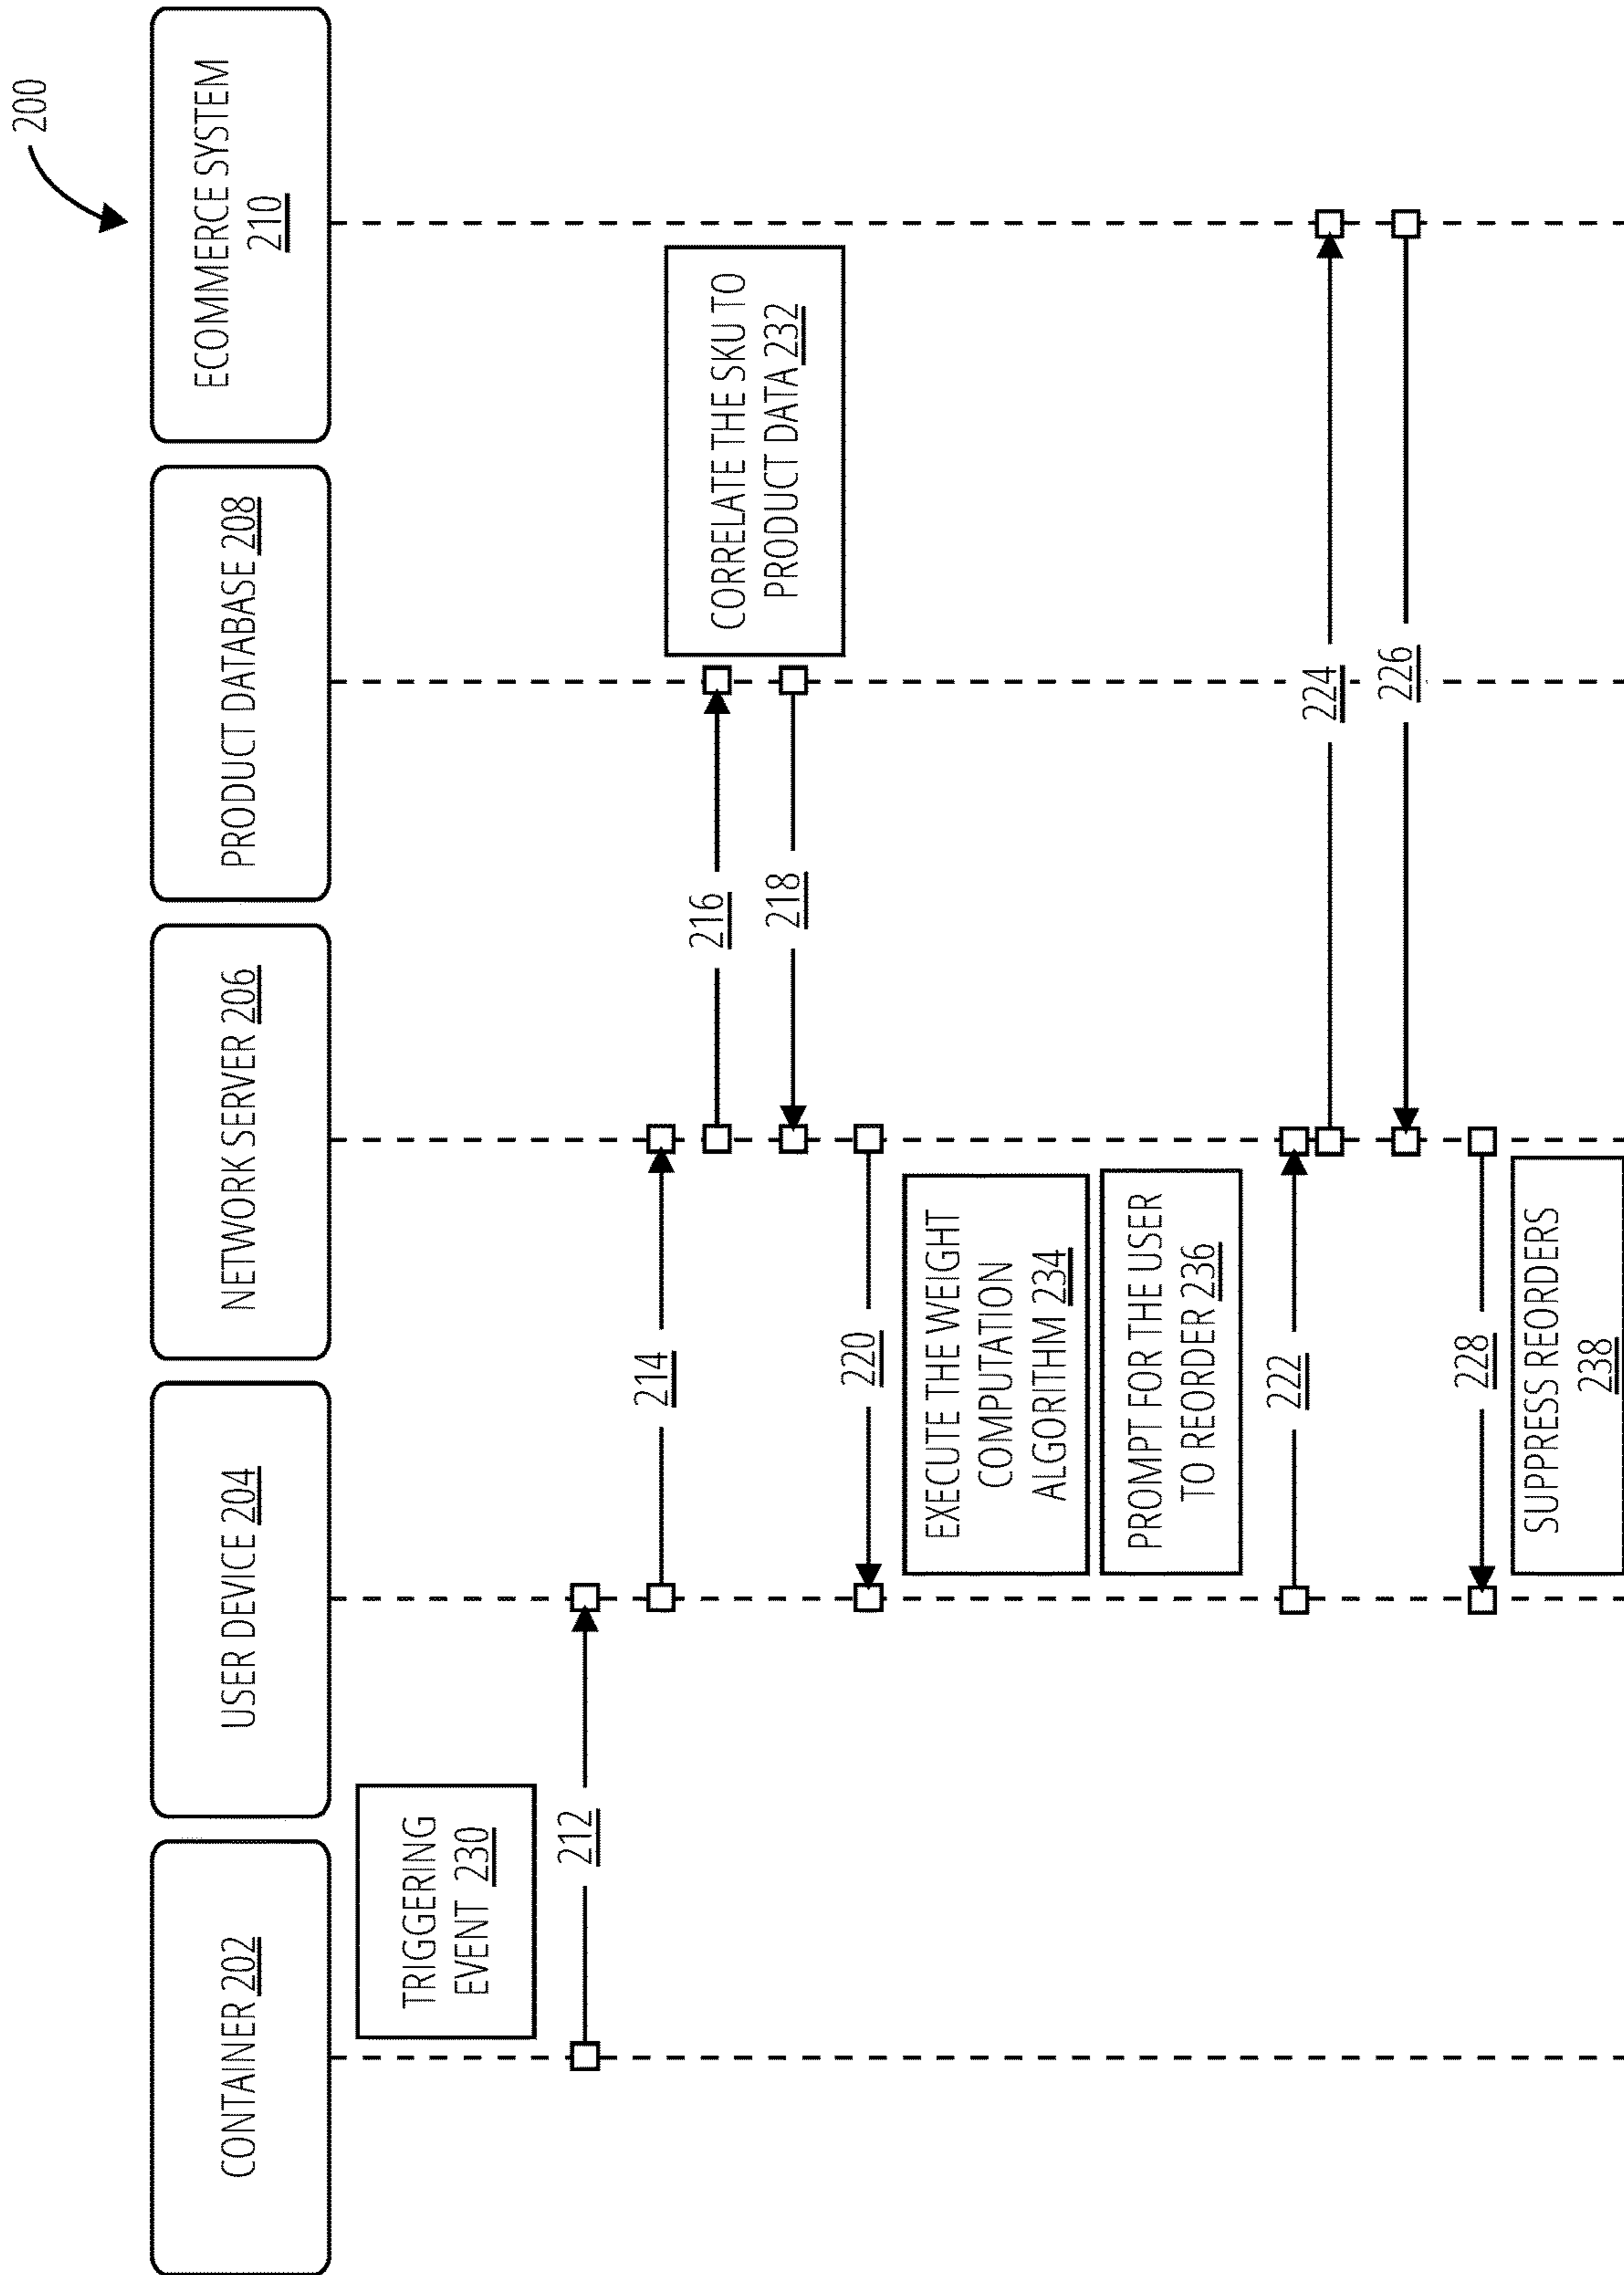 200
CONTAINER 202
USER DEVICE 204
NETWORK SERVER 206
PRODUCT DATABASE 208
ECOMMERCE SYSTEM
210
TRIGGERING
EVENT 230
212
214
216
CORRELATE THE SKU TO
PRODUCT DATA 232
218
220
EXECUTE THE WEIGHT
COMPUTATION
ALGORITHM 234
PROMPT FOR THE USER
TO REORDER 236
222
224
226
228
SUPPRESS REORDERS
238